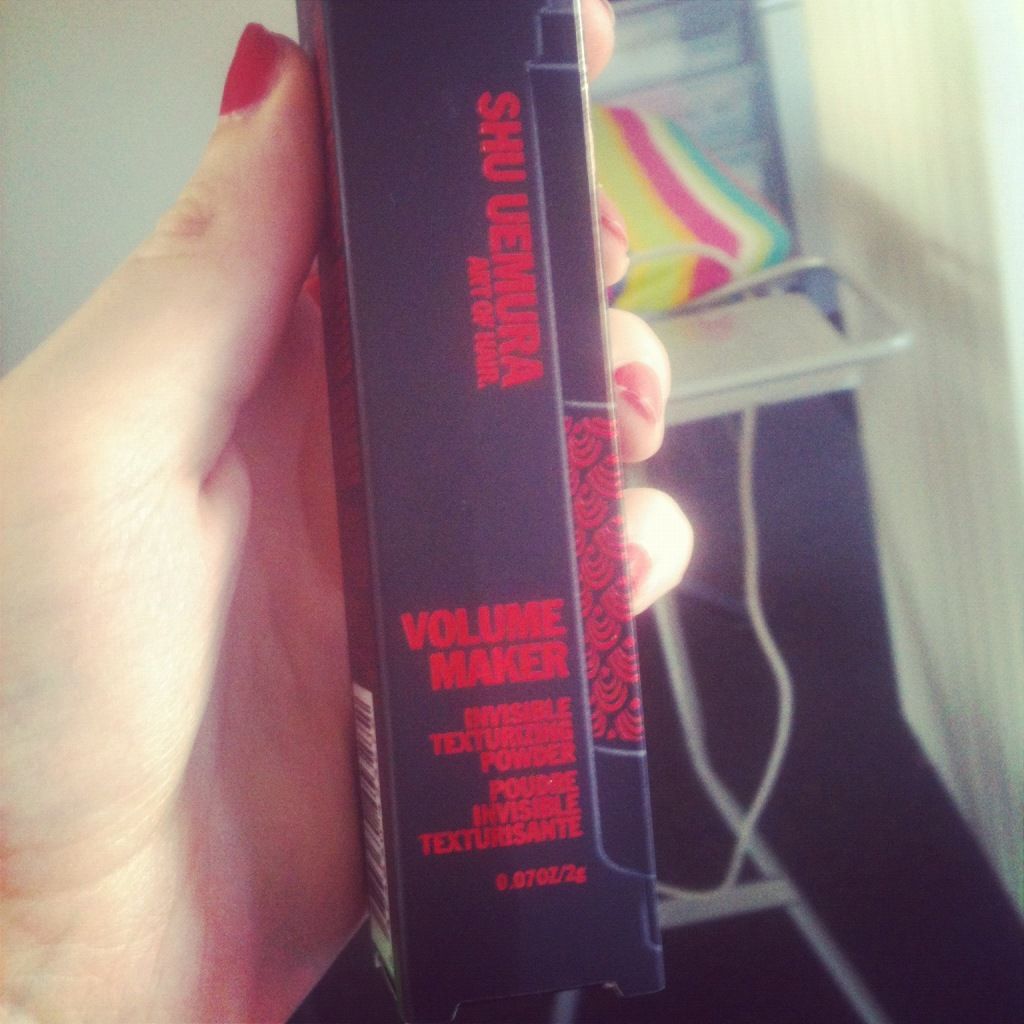 SHU UEMURA
ART OF HAIR.
VOLUME
MAKER
INVISIBLE
TEXTURIZING
POWDER
POUDRE
INVISIBLE
TEXTURISANTE
0.07OZ/2g